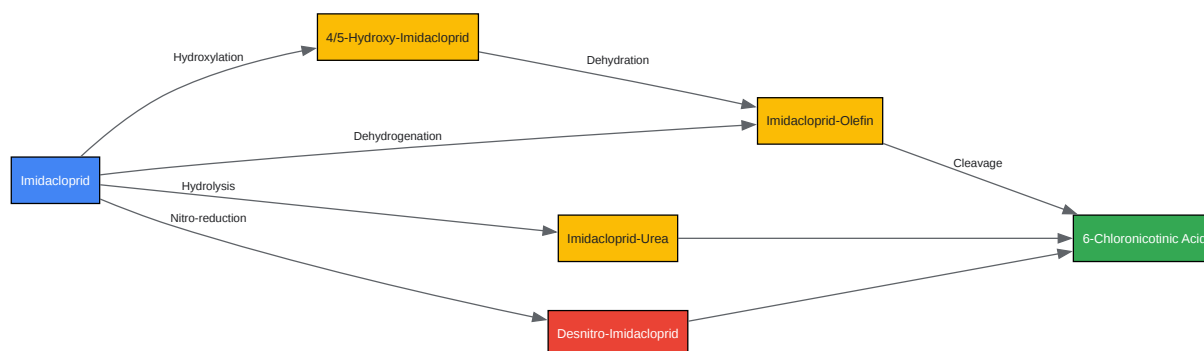 4/5-Hydroxy-Imidacloprid
Hydroxylation
Dehydration
Imidacloprid-Olefin
Dehydrogenation
Cleavage
Imidacloprid
Hydrolysis
Nitro-reduction
Imidacloprid-Urea
6-Chloronicotinic Acid
Desnitro-Imidacloprid